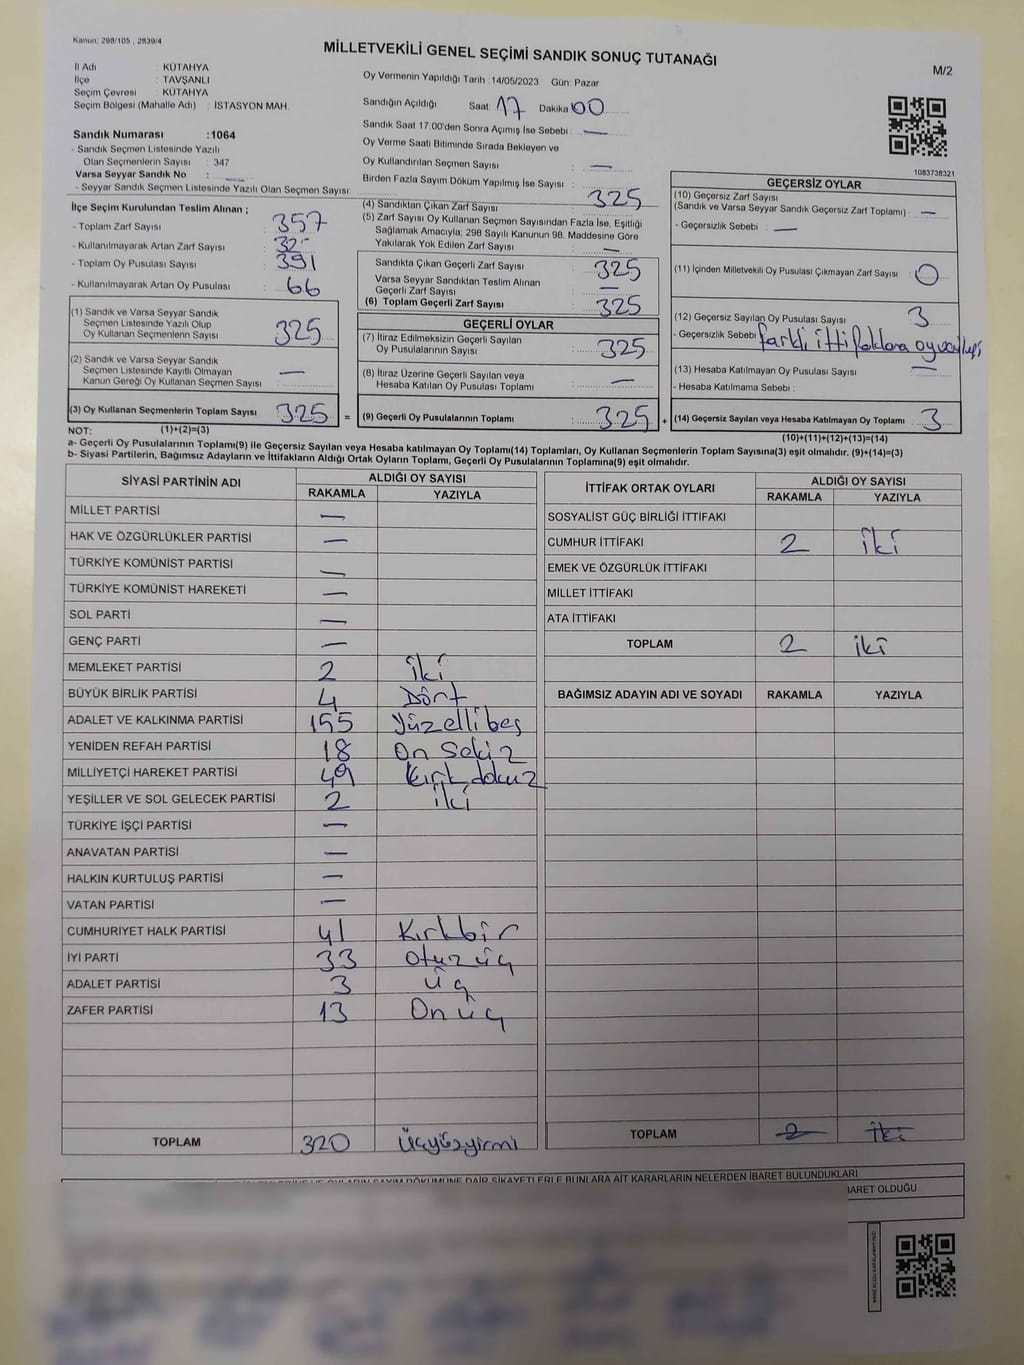 Kanun; 298/105 , 2839/4
MİLLETVEKİLİ GENEL SEÇİMİ SANDIK SONUÇ TUTANAĞI
M/2
İl Adı : KÜTAHYA
İlçe : TAVŞANLI
Seçim Çevresi : KÜTAHYA
Seçim Bölgesi (Mahalle Adı) : İSTASYON MAH.
Sandık Numarası : 1064
- Sandık Seçmen Listesinde Yazılı
Olan Seçmenlerin Sayısı : 347
Varsa Seyyar Sandık No : —
- Seyyar Sandık Seçmen Listesinde Yazılı Olan Seçmen Sayısı:
Oy Vermenin Yapıldığı Tarih :14/05/2023 Gün: Pazar
Sandığın Açıldığı Saat: 17 Dakika 00
Sandık Saat 17:00'den Sonra Açımış İse Sebebi : —
Oy Verme Saati Bitiminde Sırada Bekleyen ve
Oy Kullandırılan Seçmen Sayısı : —
Birden Fazla Sayım Döküm Yapılmış İse Sayısı :
1083738321
İlçe Seçim Kurulundan Teslim Alınan ;
- Toplam Zarf Sayısı : 357
- Kullanılmayarak Artan Zarf Sayısı : 32
- Toplam Oy Pusulası Sayısı : 391
- Kullanılmayarak Artan Oy Pusulası : 66
(1) Sandık ve Varsa Seyyar Sandık
Seçmen Listesinde Yazılı Olup
Oy Kullanan Seçmenlerin Sayısı : 325
(2) Sandık ve Varsa Seyyar Sandık
Seçmen Listesinde Kayıtlı Olmayan
Kanun Gereği Oy Kullanan Seçmen Sayısı : —
(3) Oy Kullanan Seçmenlerin Toplam Sayısı : 325 =
NOT: (1)+(2)=(3)
(4) Sandıktan Çıkan Zarf Sayısı : 325
(5) Zarf Sayısı Oy Kullanan Seçmen Sayısından Fazla İse, Eşitliği
Sağlamak Amacıyla, 298 Sayılı Kanunun 98. Maddesine Göre
Yakılarak Yok Edilen Zarf Sayısı : —
Sandıkta Çıkan Geçerli Zarf Sayısı : 325
Varsa Seyyar Sandıktan Teslim Alınan
Geçerli Zarf Sayısı : —
(6) Toplam Geçerli Zarf Sayısı : 325
GEÇERLİ OYLAR
(7) İtiraz Edilmeksizin Geçerli Sayılan
Oy Pusulalarının Sayısı : 325
(8) İtiraz Üzerine Geçerli Sayılan veya
Hesaba Katılan Oy Pusulası Toplamı : —
(9) Geçerli Oy Pusulalarının Toplamı : 325 +
GEÇERSİZ OYLAR
(10) Geçersiz Zarf Sayısı
(Sandık ve Varsa Seyyar Sandık Geçersiz Zarf Toplamı) : —
- Geçersizlik Sebebi : —
(11) İçinden Milletvekili Oy Pusulası Çıkmayan Zarf Sayısı : 0
(12) Geçersiz Sayılan Oy Pusulası Sayısı : 3
- Geçersizlik Sebebi farklı ittifaklara oy
(13) Hesaba Katılmayan Oy Pusulası Sayısı : —
- Hesaba Katılmama Sebebi :
(14) Geçersiz Sayılan veya Hesaba Katılmayan Oy Toplamı : 3
(10)+(11)+(12)+(13)=(14)
a- Geçerli Oy Pusulalarının Toplamı(9) ile Geçersiz Sayılan veya Hesaba katılmayan Oy Toplamı(14) Toplamları, Oy Kullanan Seçmenlerin Toplam Sayısına(3) eşit olmalıdır. (9)+(14)=(3)
b- Siyasi Partilerin, Bağımsız Adayların ve İttifakların Aldığı Ortak Oyların Toplamı, Geçerli Oy Pusulalarının Toplamına(9) eşit olmalıdır.
SİYASİ PARTİNİN ADI ALDIĞI OY SAYISI
RAKAMLA YAZIYLA
MİLLET PARTİSİ —
HAK VE ÖZGÜRLÜKLER PARTİSİ —
TÜRKİYE KOMÜNİST PARTİSİ —
TÜRKİYE KOMÜNİST HAREKETİ —
SOL PARTİ —
GENÇ PARTİ —
MEMLEKET PARTİSİ 2 iki
BÜYÜK BİRLİK PARTİSİ 4 Dört
ADALET VE KALKINMA PARTİSİ 155 Yüzellibeş
YENİDEN REFAH PARTİSİ 18 On Sekiz
MİLLİYETÇİ HAREKET PARTİSİ 49 Kırk dokuz
YEŞİLLER VE SOL GELECEK PARTİSİ 2 iki
TÜRKİYE İŞÇİ PARTİSİ —
ANAVATAN PARTİSİ —
HALKIN KURTULUŞ PARTİSİ —
VATAN PARTİSİ —
CUMHURİYET HALK PARTİSİ 41 Kırkbir
İYİ PARTİ 33 otuz üç
ADALET PARTİSİ 3 üç
ZAFER PARTİSİ 13 On üç
TOPLAM 320 üçyüzyirmi
İTTİFAK ORTAK OYLARI ALDIĞI OY SAYISI
RAKAMLA YAZIYLA
SOSYALİST GÜÇ BİRLİĞİ İTTİFAKI
CUMHUR İTTİFAKI 2 iki
EMEK VE ÖZGÜRLÜK İTTİFAKI
MİLLET İTTİFAKI
ATA İTTİFAKI
TOPLAM 2 iki
BAĞIMSIZ ADAYIN ADI VE SOYADI RAKAMLA YAZIYLA
TOPLAM 2 iki
SAYIM DÖKÜMÜNE DAİR ŞİKAYETLERLE BUNLARA AİT KARARLARIN NELERDEN İBARET BULUNDUKLARI
İBARET OLDUĞU